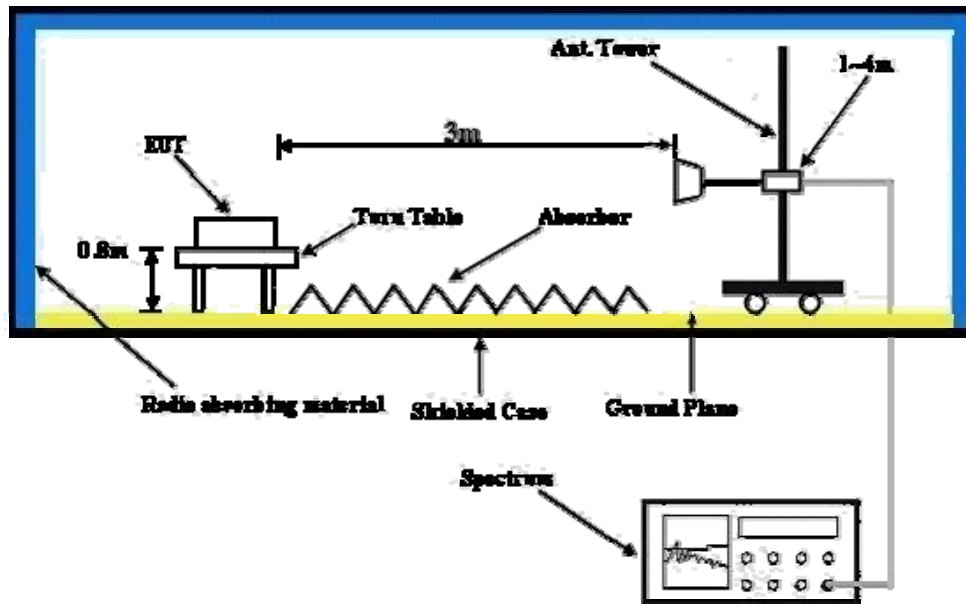 Ant. Tower
1~4m
3m
EUT
Turn Table
Absorber
0.8m
Radio absorbing material
Shielded Case
Ground Plane
Spectrum